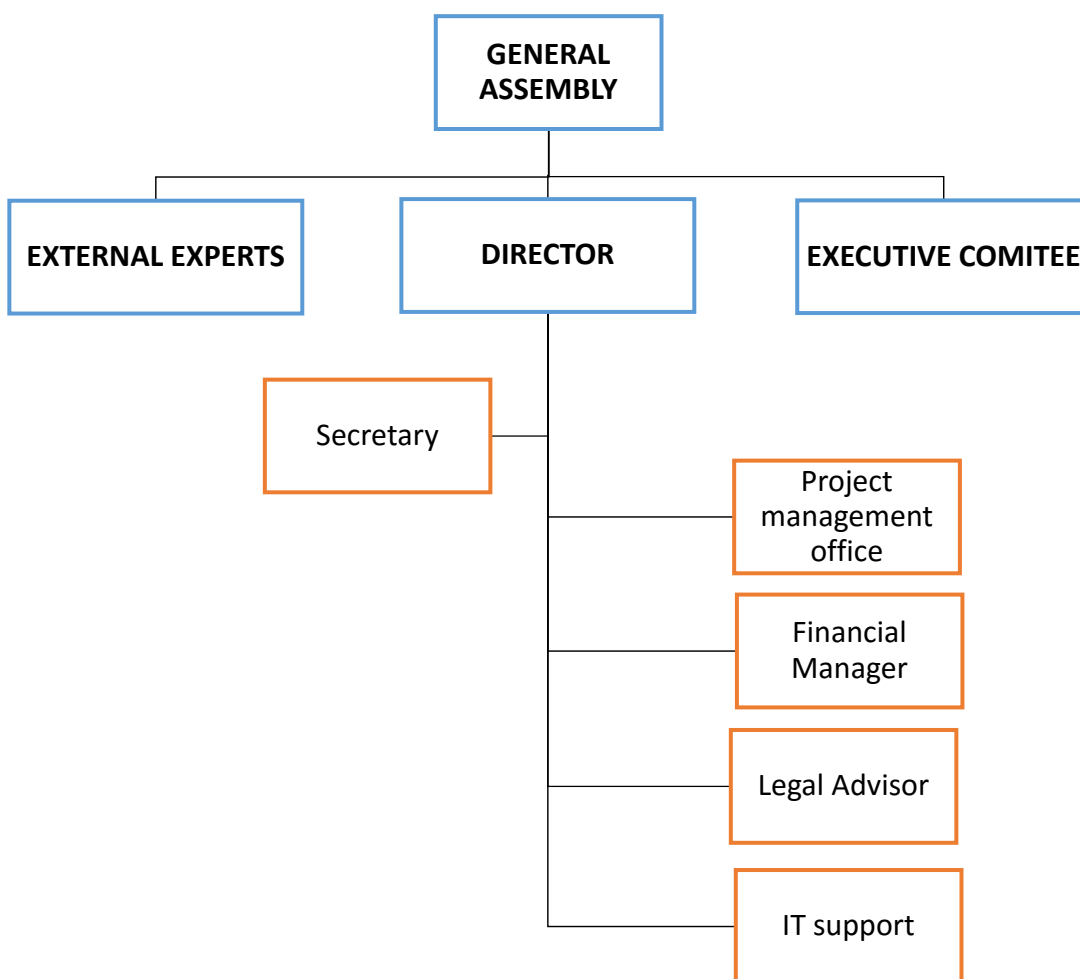 GENERAL
ASSEMBLY
EXTERNAL EXPERTS
DIRECTOR
EXECUTIVE COMITEE
Secretary
Project
management
office
Financial
Manager
Legal Advisor
IT support